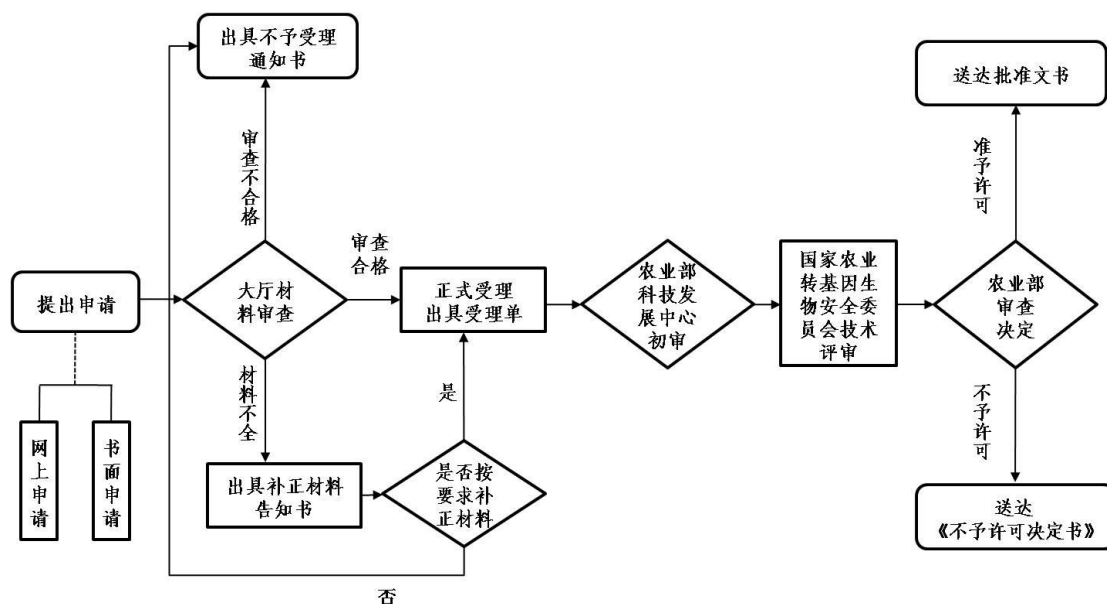 出具不予受理
通知书
送达批准文书
审查不合格
准予许可
审查
合格
提出申请
大厅材
料审查
正式受理
出具受理单
农业部
科技发
展中心
初审
国家农业
转基因生
物安全委
员会技术
评审
农业部
审查
决定
材料不全
是
不予许可
网上申请
书面申请
出具补正材料
告知书
是否按
要求补
正材料
送达
《不予许可决定书》
否